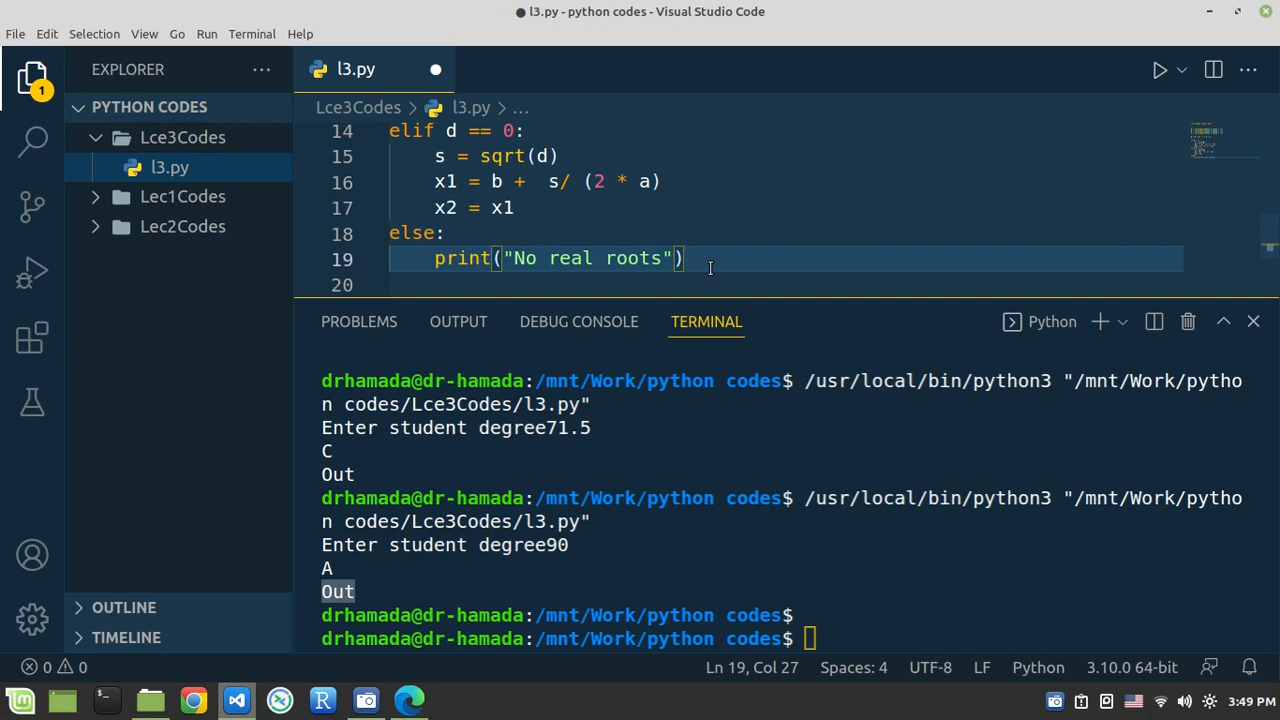 l3.py - python codes - Visual Studio Code
File Edit Selection View Go Run Terminal Help
EXPLORER
l3.py
1
PYTHON CODES
Lce3Codes
l3.py
Lec1Codes
Lec2Codes
Lce3Codes > l3.py > ...
14 elif d == 0:
15     s = sqrt(d)
16     x1 = b +  s/ (2 * a)
17     x2 = x1
18 else:
19     print("No real roots")
20
PROBLEMS OUTPUT DEBUG CONSOLE TERMINAL
Python
drhamada@dr-hamada:/mnt/Work/python codes$ /usr/local/bin/python3 "/mnt/Work/pytho
n codes/Lce3Codes/l3.py"
Enter student degree71.5
C
Out
drhamada@dr-hamada:/mnt/Work/python codes$ /usr/local/bin/python3 "/mnt/Work/pytho
n codes/Lce3Codes/l3.py"
Enter student degree90
A
Out
drhamada@dr-hamada:/mnt/Work/python codes$
drhamada@dr-hamada:/mnt/Work/python codes$
OUTLINE
TIMELINE
0 0
Ln 19, Col 27 Spaces: 4 UTF-8 LF Python 3.10.0 64-bit
3:49 PM